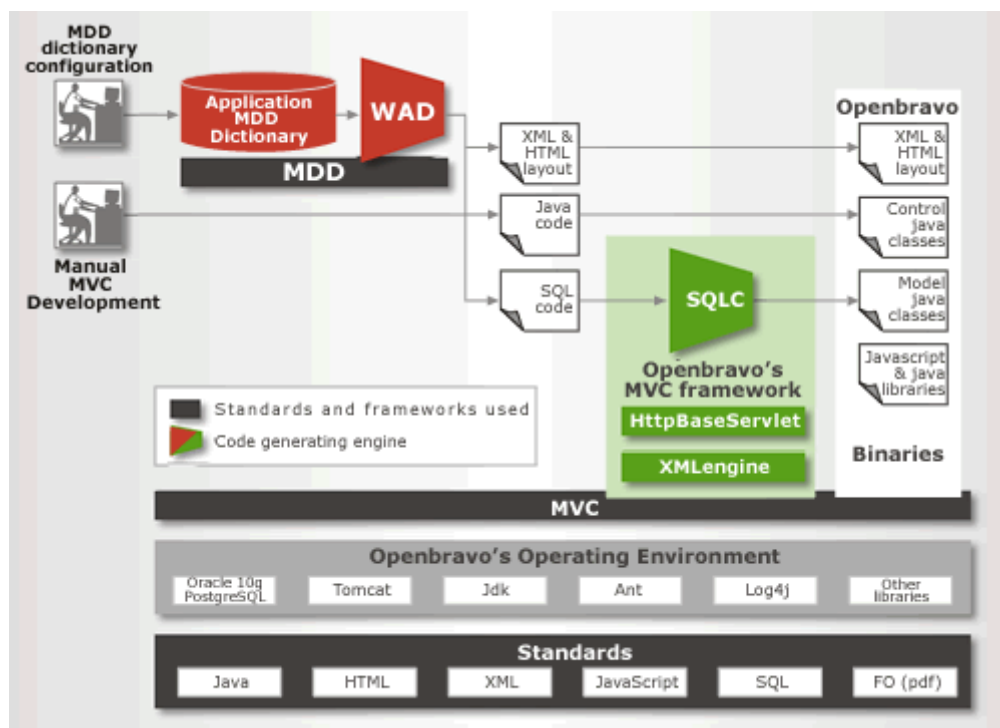 MDD
dictionary
configuration
Application
MDD
Dictionary
WAD
MDD
Manual
MVC
Development
XML &
HTML
layout
Java
code
SQL
code
SQLC
Openbravo's
MVC framework
HttpBaseServlet
XMLengine
Openbravo
XML &
HTML
layout
Control
java
classes
Model
java
classes
Javascript
& java
libraries
Binaries
Standards and frameworks used
Code generating engine
MVC
Openbravo's Operating Environment
Oracle 10g
PostgreSQL
Tomcat
Jdk
Ant
Log4j
Other
libraries
Standards
Java
HTML
XML
JavaScript
SQL
FO (pdf)